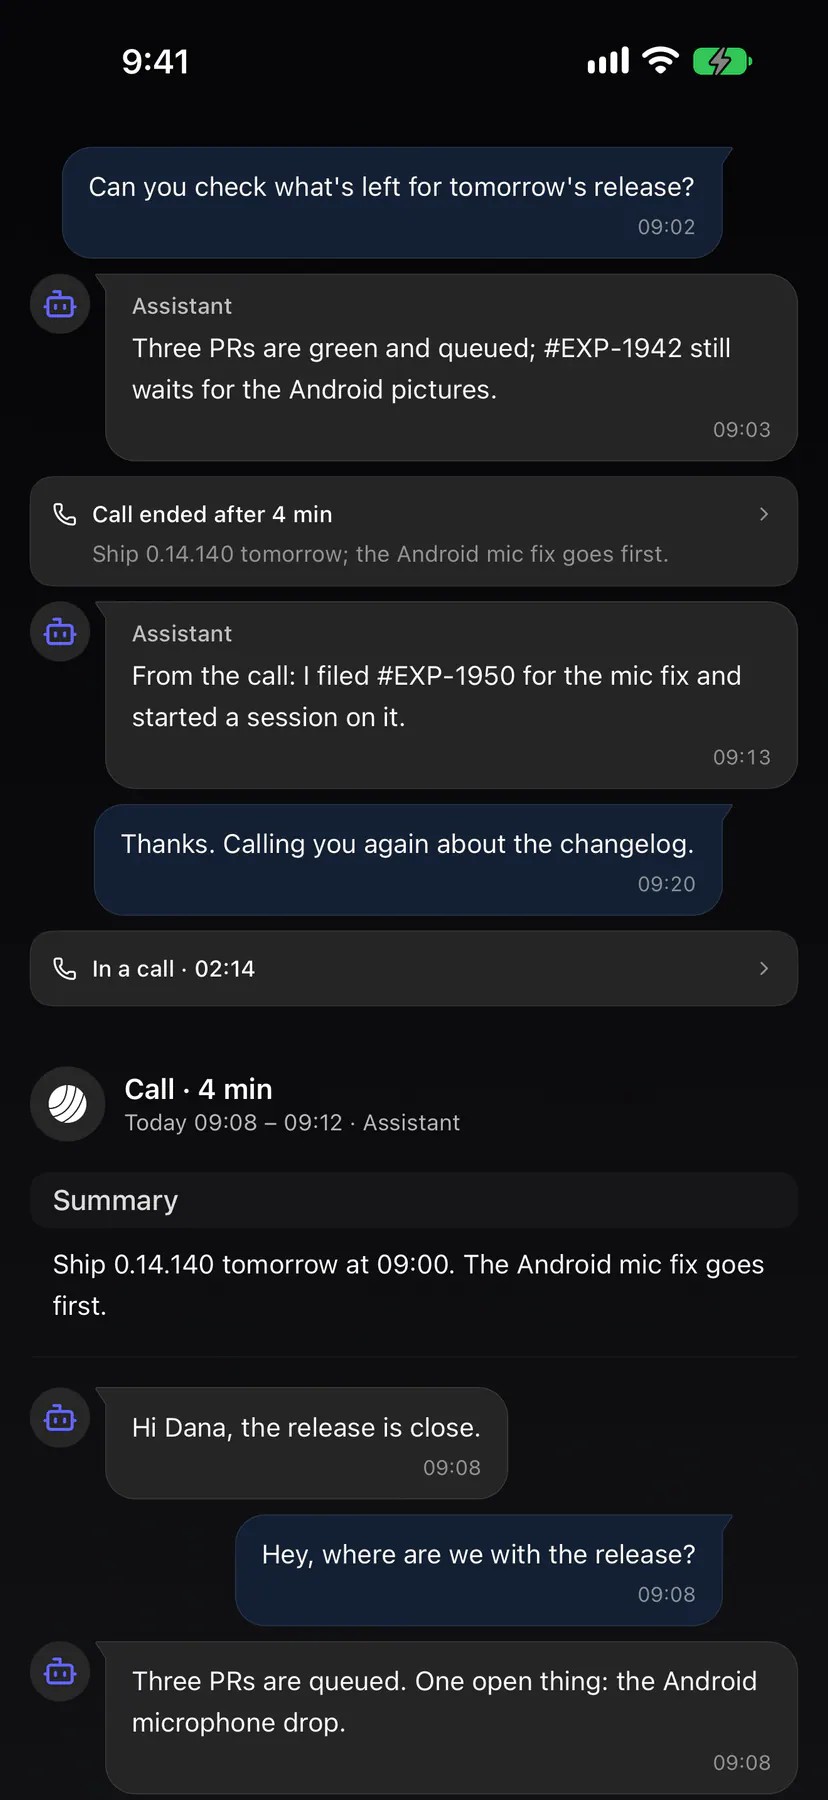 9:41
Can you check what's left for tomorrow's release?
09:02
Assistant
Three PRs are green and queued; #EXP-1942 still
waits for the Android pictures.
09:03
Call ended after 4 min
Ship 0.14.140 tomorrow; the Android mic fix goes first.
Assistant
From the call: I filed #EXP-1950 for the mic fix and
started a session on it.
09:13
Thanks. Calling you again about the changelog.
09:20
In a call · 02:14
Call · 4 min
Today 09:08 – 09:12 · Assistant
Summary
Ship 0.14.140 tomorrow at 09:00. The Android mic fix goes
first.
Hi Dana, the release is close.
09:08
Hey, where are we with the release?
09:08
Three PRs are queued. One open thing: the Android
microphone drop.
09:08